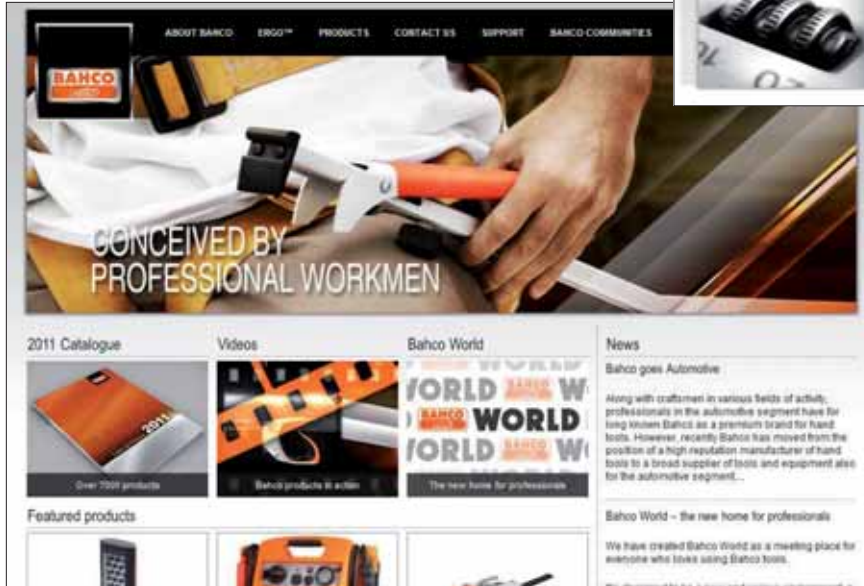 ABOUT BAHCO ERGO™ PRODUCTS CONTACT US SUPPORT BAHCO COMMUNITIES
BAHCO
CONCEIVED BY
PROFESSIONAL WORKMEN
2011 Catalogue
2011
Over 7000 products
Videos
Bahco products in action
Bahco World
WORLD BAHCO W
BAHCO WORLD
WORLD BAHCO W
The new home for professionals
News
Bahco goes Automotive
Along with craftsmen in various fields of activity,
professionals in the automotive segment have for
long known Bahco as a premium brand for hand
tools. However, recently Bahco has moved from the
position of a high reputation manufacturer of hand
tools to a broad supplier of tools and equipment also
for the automotive segment...
Bahco World – the new home for professionals
We have created Bahco World as a meeting place for
everyone who loves using Bahco tools.
Featured products